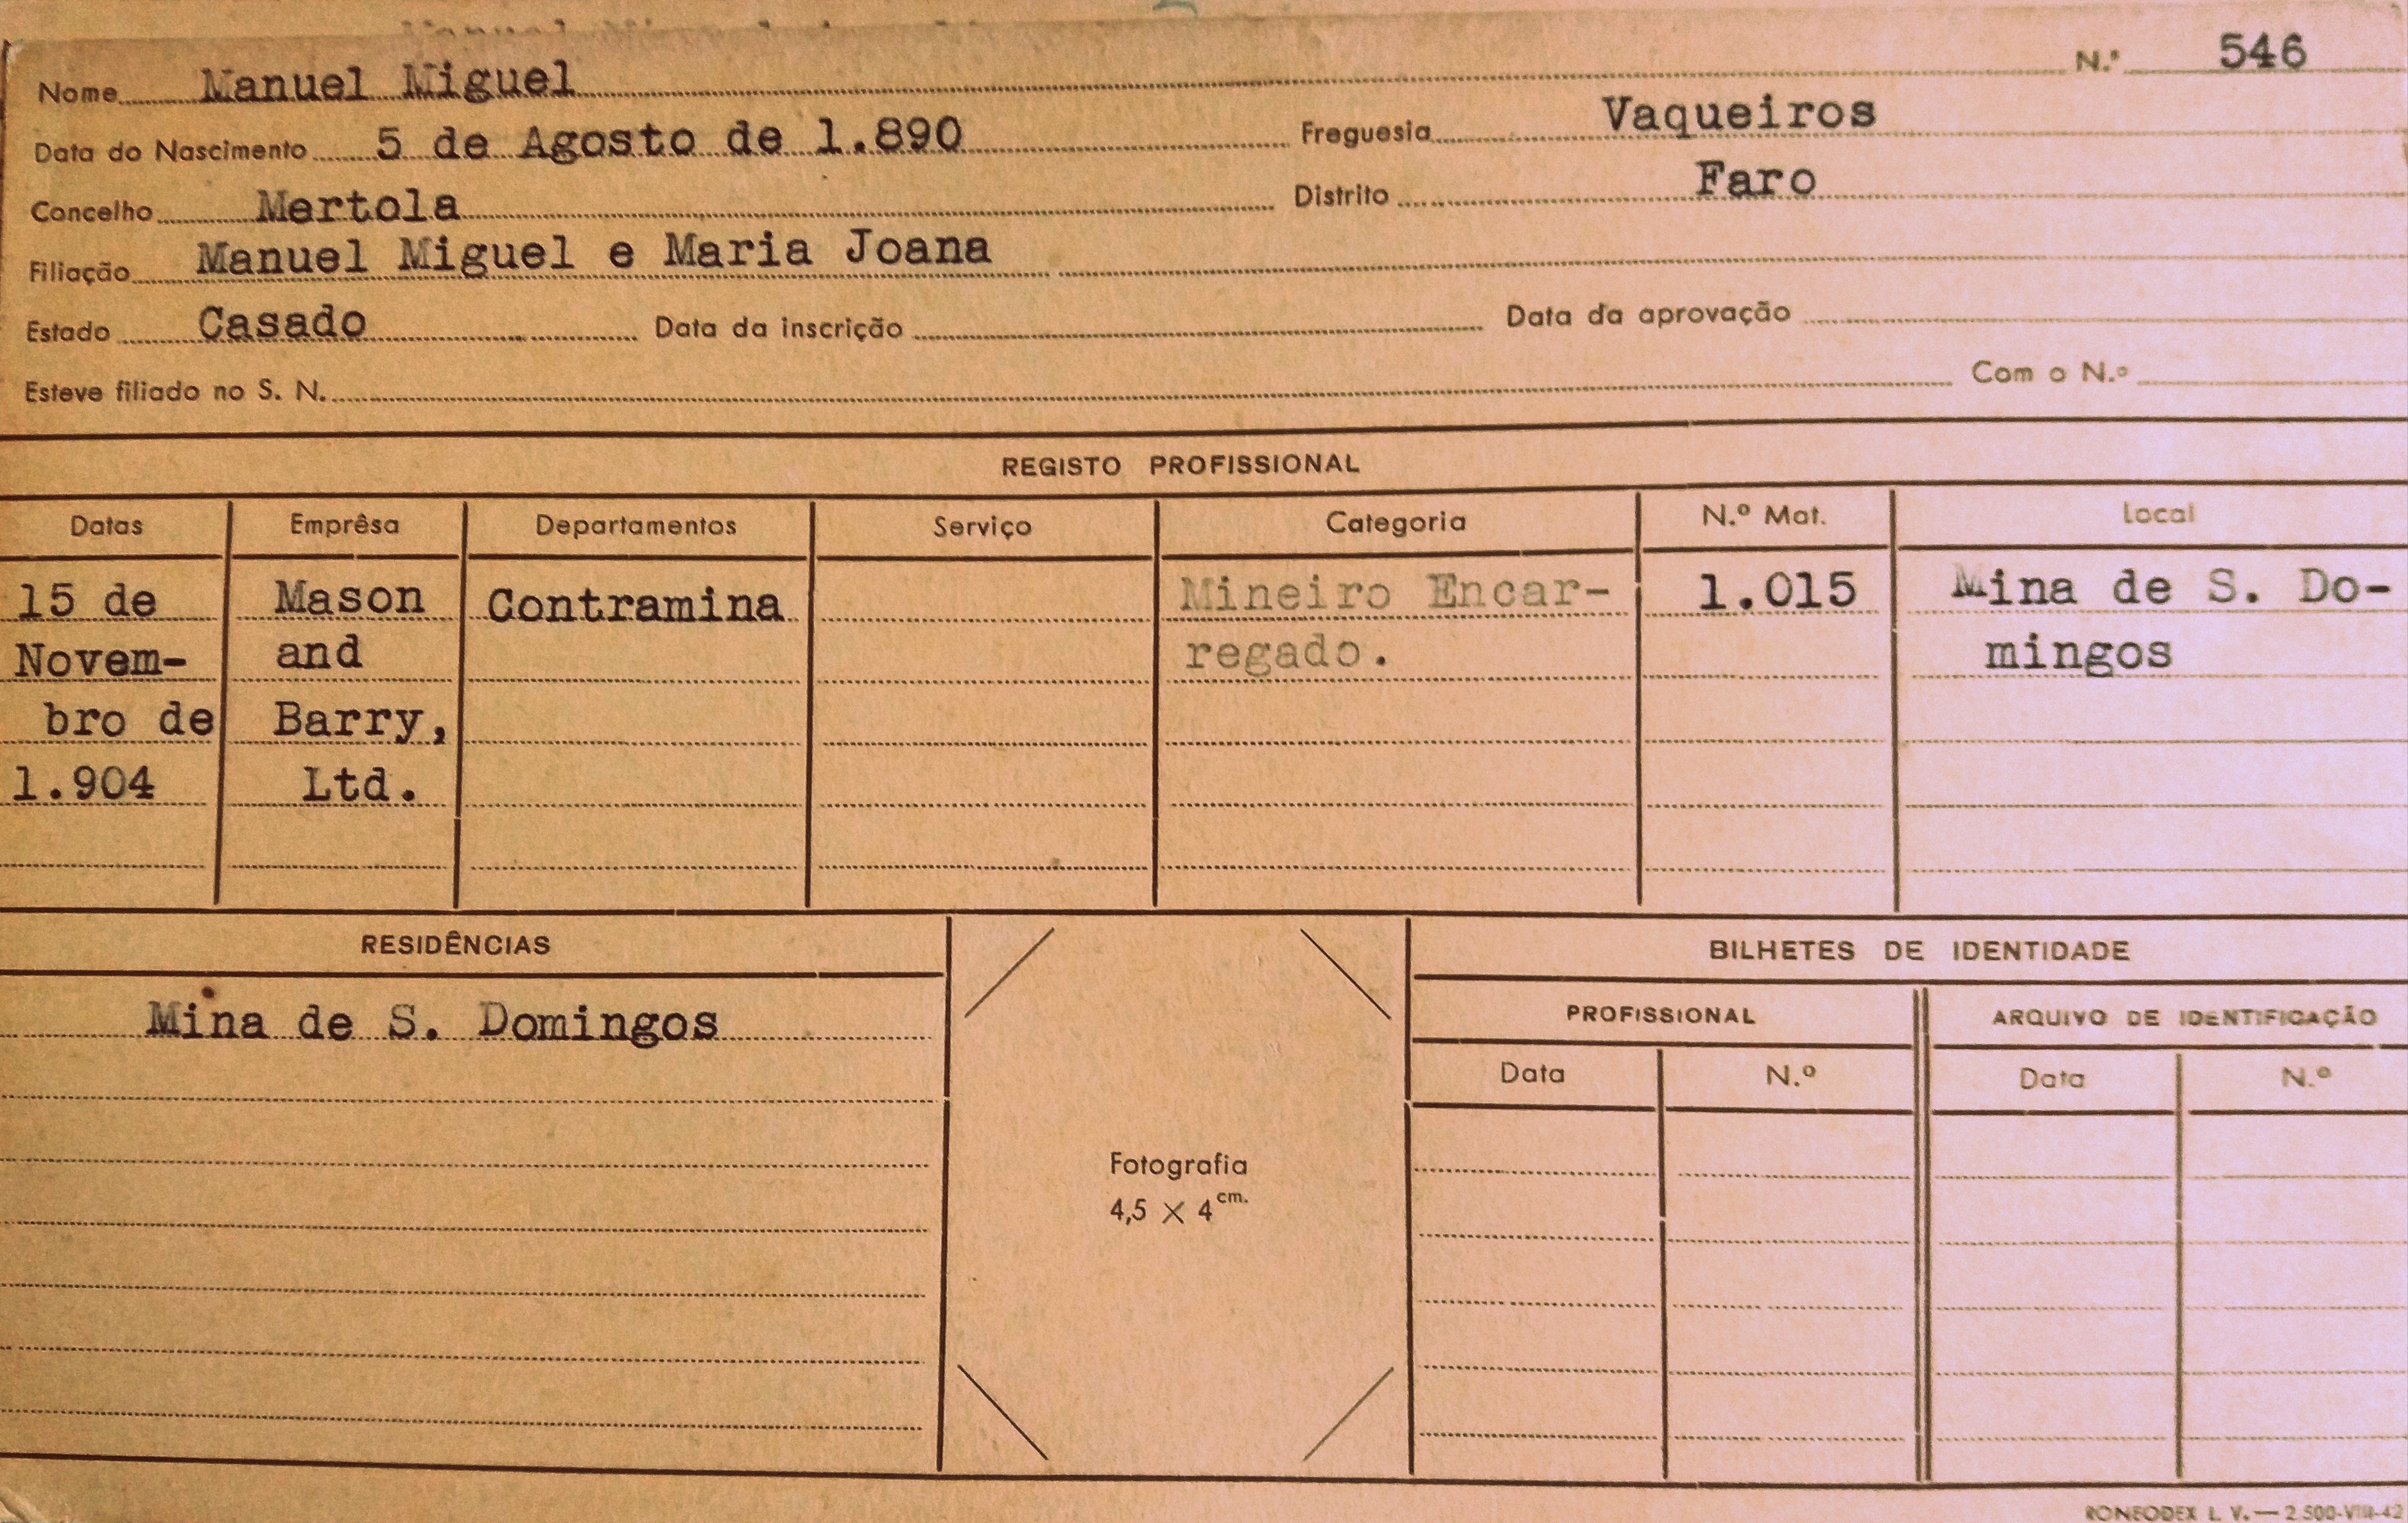 N.º 546
Nome Manuel Miguel
Data do Nascimento 5 de Agosto de 1.890 Freguesia Vaqueiros
Concelho Mertola Distrito Faro
Filiação Manuel Miguel e Maria Joana
Estado Casado Data da inscrição Data da aprovação
Esteve filiado no S. N. Com o N.º
REGISTO PROFISSIONAL
Datas Emprêsa Departamentos Serviço Categoria N.º Mat. Local
15 de Mason Contramina Mineiro Encar- 1.015 Mina de S. Do-
Novem- and regado. mingos
bro de Barry,
1.904 Ltd.
RESIDÊNCIAS
Mina de S. Domingos
Fotografia
4,5 × 4 cm.
BILHETES DE IDENTIDADE
PROFISSIONAL ARQUIVO DE IDENTIFICAÇÃO
Data N.º Data N.º
RONEODEX L. V. — 2.500-VIII-42